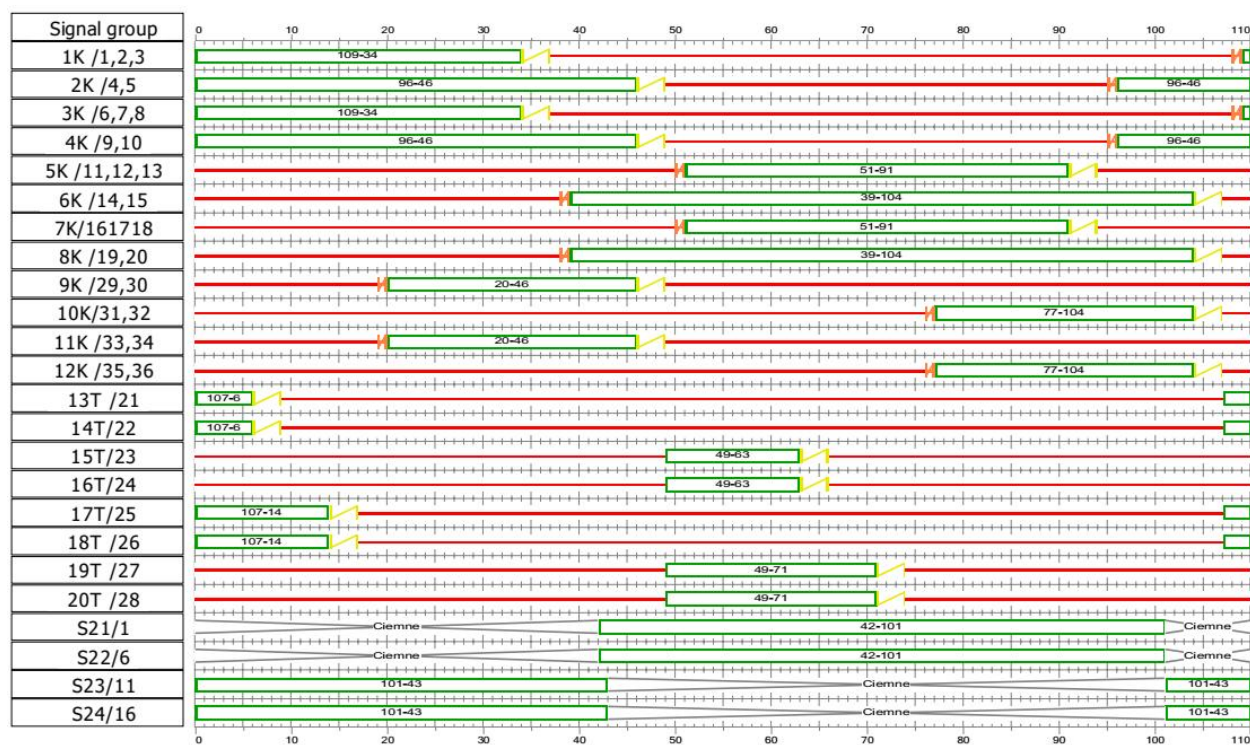 Signal group 0 10 20 30 40 50 60 70 80 90 100 110
1K /1,2,3 109-34
2K /4,5 96-46 96-46
3K /6,7,8 109-34
4K /9,10 96-46 96-46
5K /11,12,13 51-91
6K /14,15 39-104
7K/161718 51-91
8K /19,20 39-104
9K /29,30 20-46
10K/31,32 77-104
11K /33,34 20-46
12K /35,36 77-104
13T /21 107-6
14T/22 107-6
15T/23 49-63
16T/24 49-63
17T/25 107-14
18T /26 107-14
19T /27 49-71
20T /28 49-71
S21/1 Ciemne 42-101 Ciemne
S22/6 Ciemne 42-101 Ciemne
S23/11 101-43 Ciemne 101-43
S24/16 101-43 Ciemne 101-43
0 10 20 30 40 50 60 70 80 90 100 110